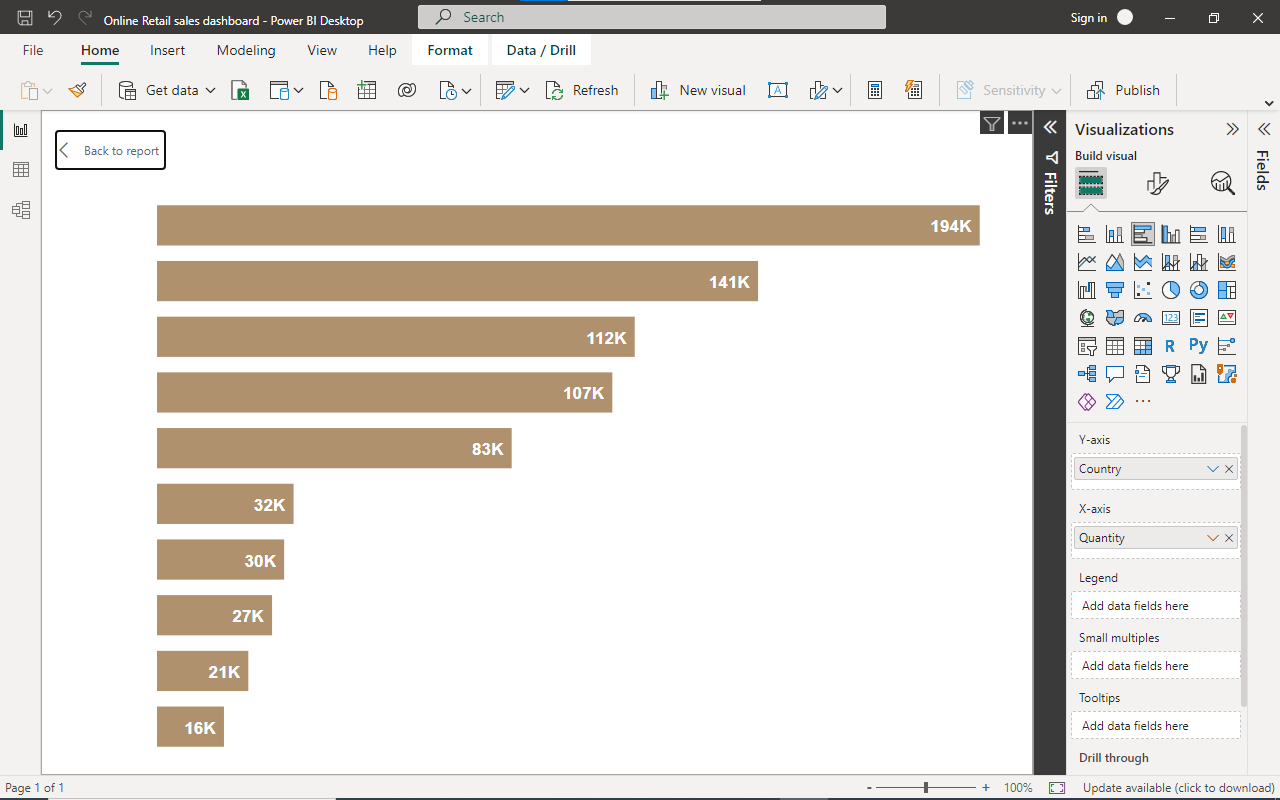 Online Retail sales dashboard - Power BI Desktop
Search
Sign in
File
Home
Insert
Modeling
View
Help
Format
Data / Drill
Get data
Refresh
New visual
Sensitivity
Publish
Back to report
194K
141K
112K
107K
83K
32K
30K
27K
21K
16K
Filters
Visualizations
Build visual
123
R
Py
Y-axis
Country
X-axis
Quantity
Legend
Add data fields here
Small multiples
Add data fields here
Tooltips
Add data fields here
Drill through
Fields
Page 1 of 1
- + 100%
Update available (click to download)